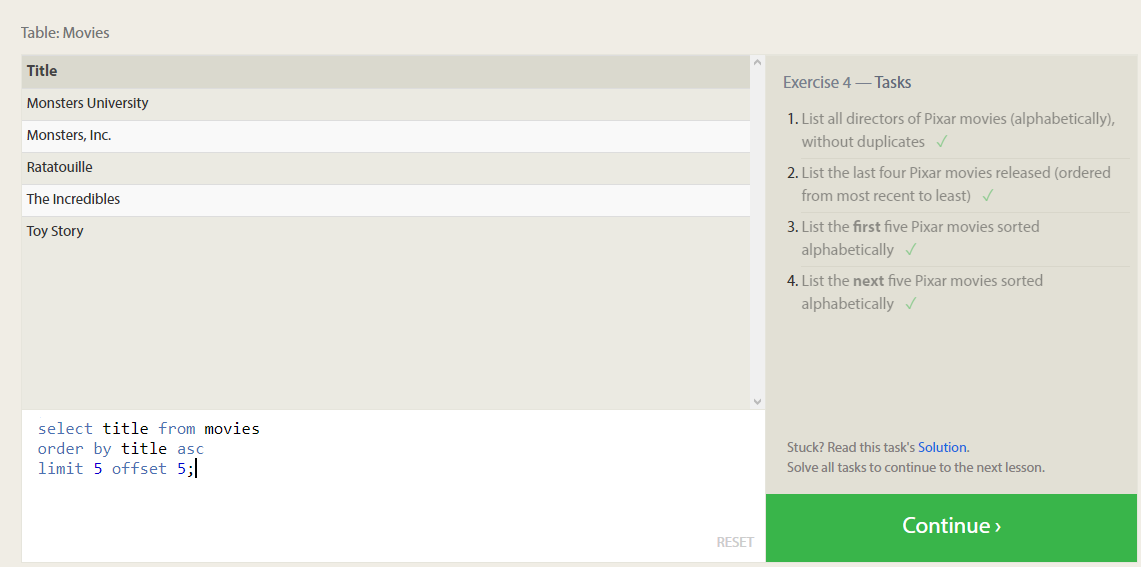 Table: Movies
Title
Monsters University
Monsters, Inc.
Ratatouille
The Incredibles
Toy Story
select title from movies
order by title asc
limit 5 offset 5;
RESET
Exercise 4 — Tasks
1. List all directors of Pixar movies (alphabetically),
without duplicates ✓
2. List the last four Pixar movies released (ordered
from most recent to least) ✓
3. List the first five Pixar movies sorted
alphabetically ✓
4. List the next five Pixar movies sorted
alphabetically ✓
Stuck? Read this task's Solution.
Solve all tasks to continue to the next lesson.
Continue ›